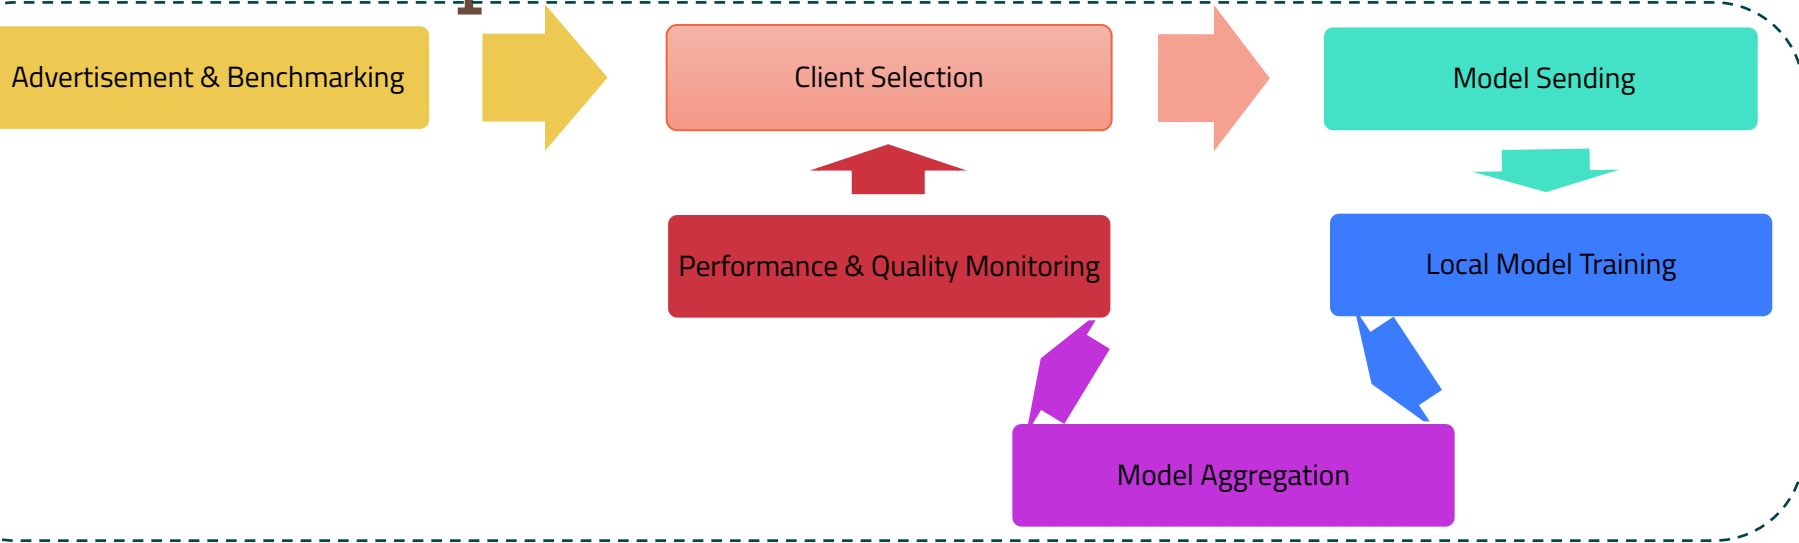 Advertisement & Benchmarking
Client Selection
Model Sending
Performance & Quality Monitoring
Local Model Training
Model Aggregation